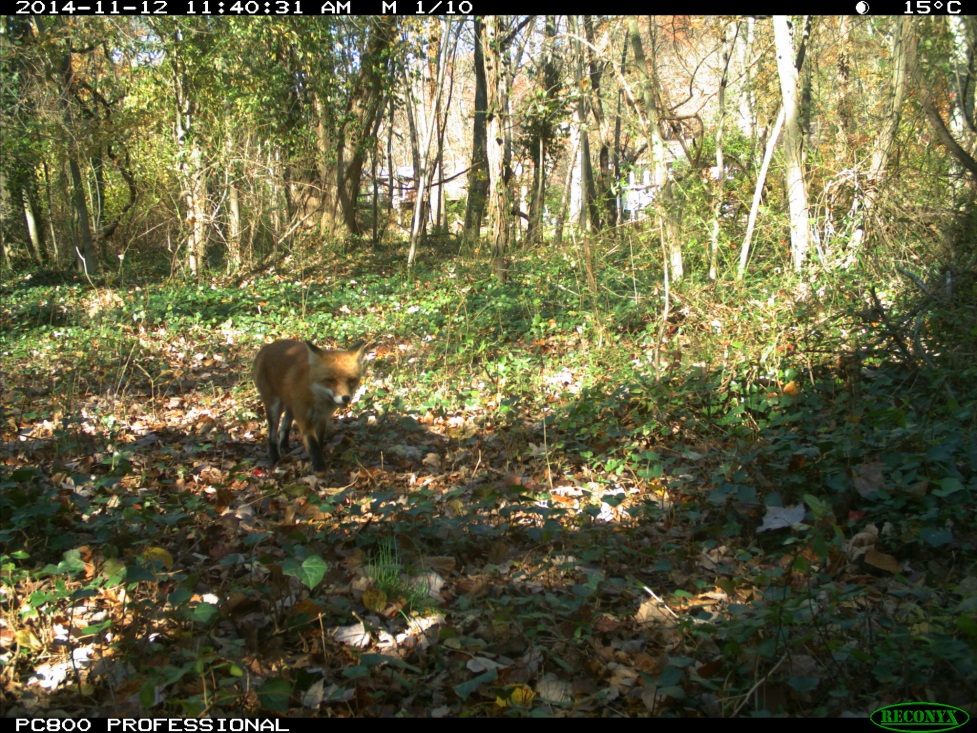 2014-11-12 11:40:31 AM M 1/10 15°C
PC800 PROFESSIONAL RECONYX